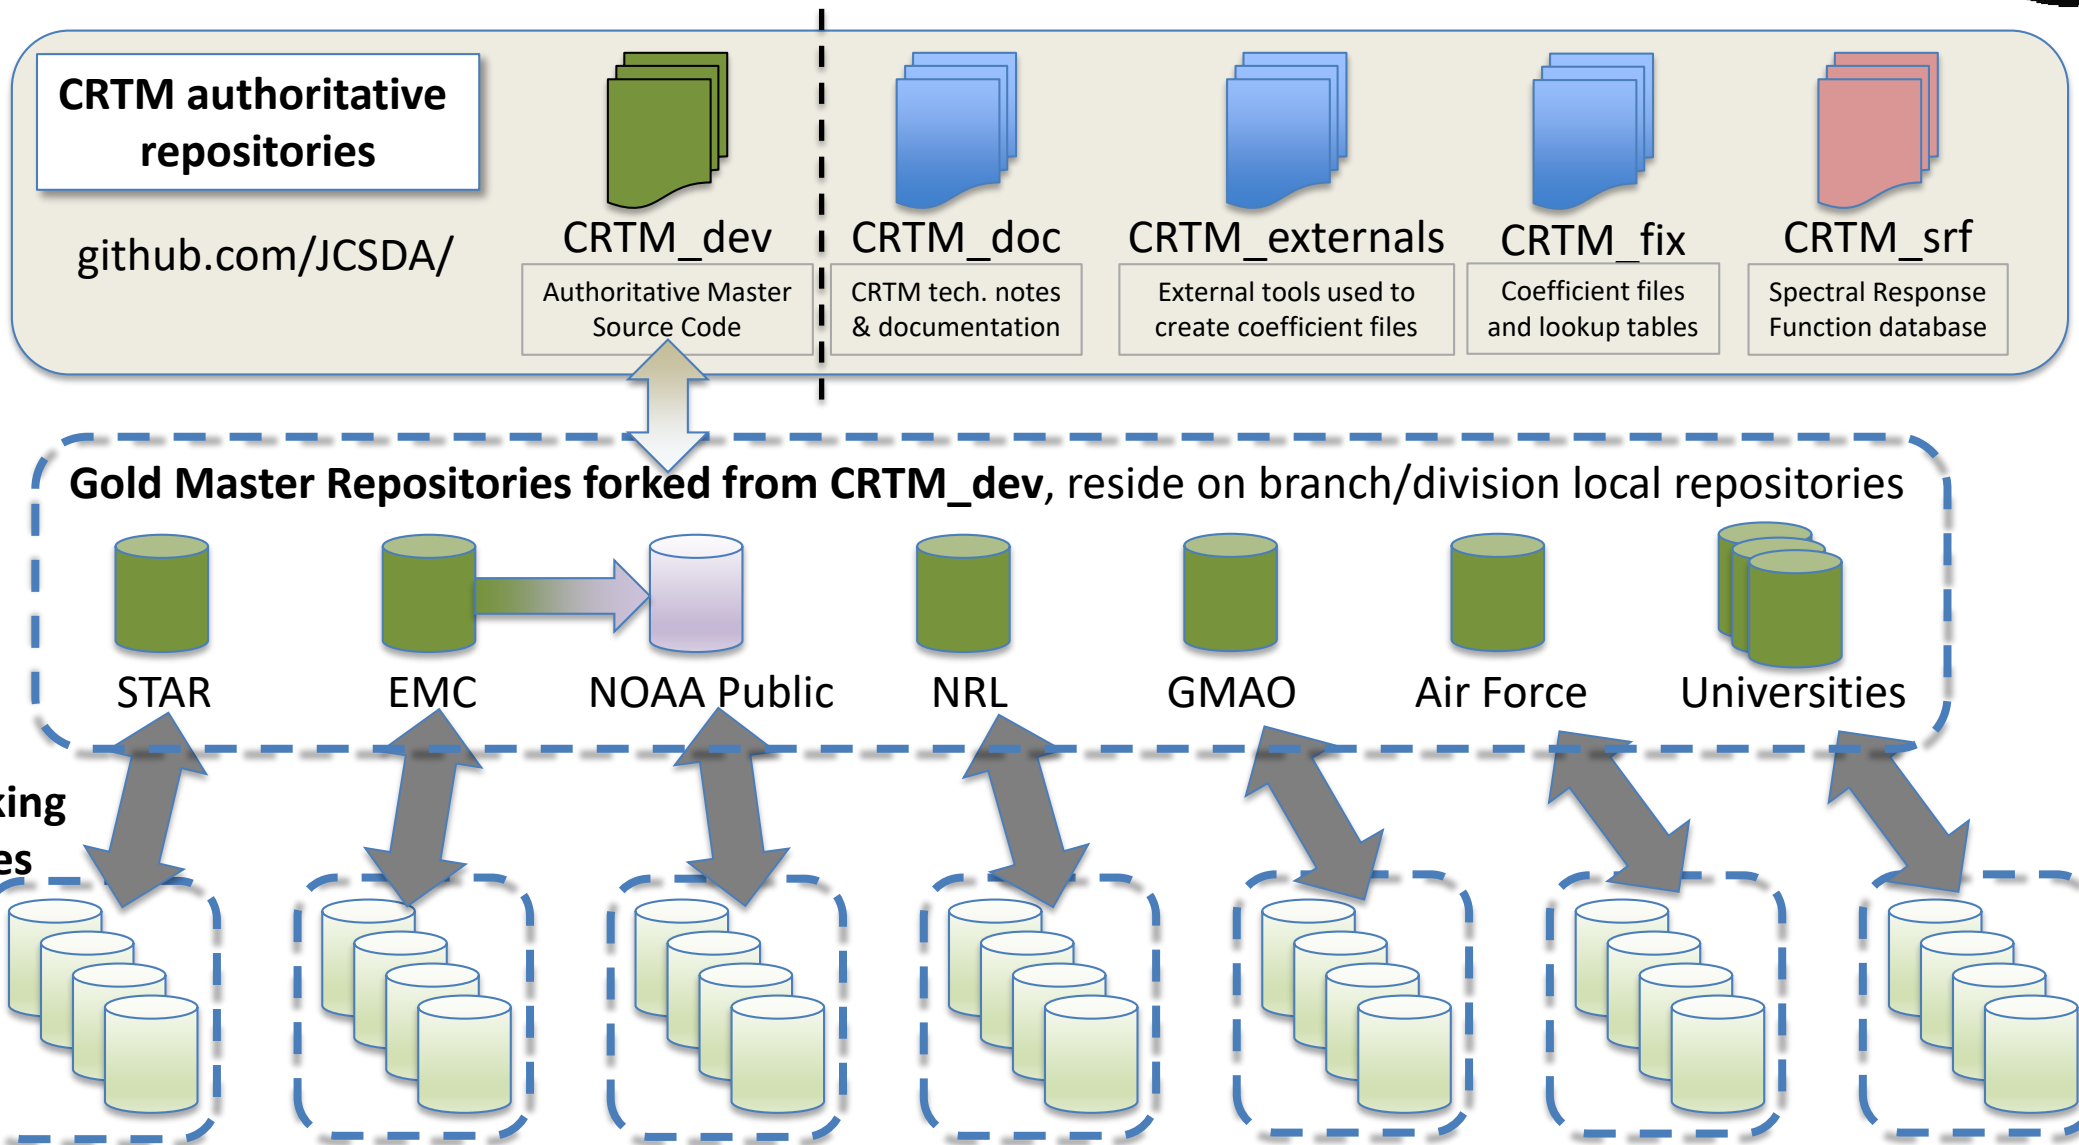 CRTM authoritative
repositories
github.com/JCSDA/
CRTM_dev
Authoritative Master
Source Code
CRTM_doc
CRTM tech. notes
& documentation
CRTM_externals
External tools used to
create coefficient files
CRTM_fix
Coefficient files
and lookup tables
CRTM_srf
Spectral Response
Function database
Gold Master Repositories forked from CRTM_dev, reside on branch/division local repositories
STAR
EMC
NOAA Public
NRL
GMAO
Air Force
Universities